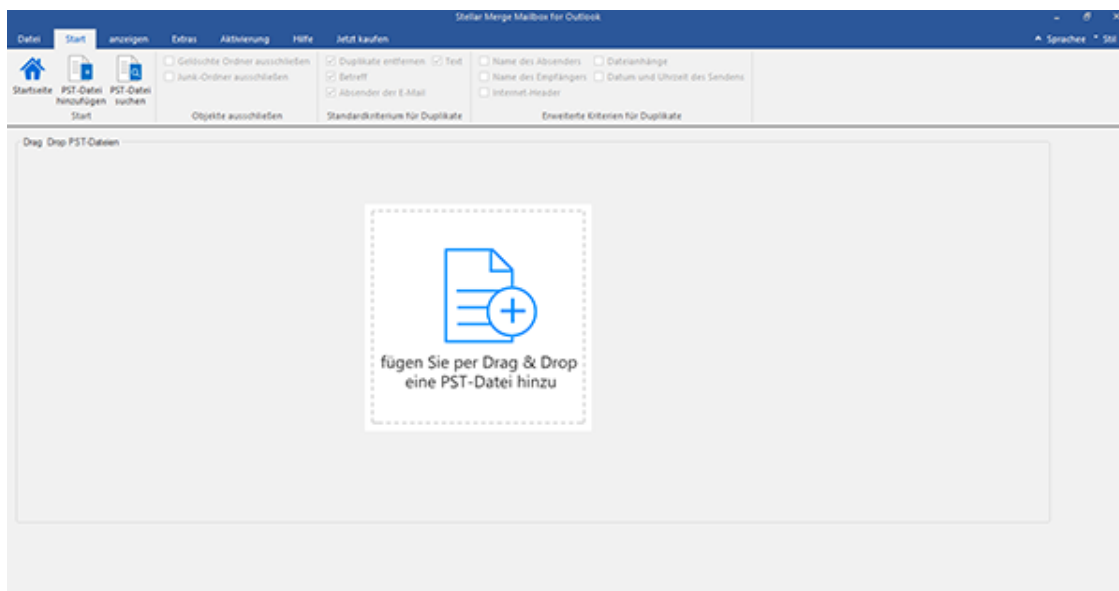 Stellar Merge Mailbox for Outlook
Datei Start anzeigen Extras Aktivierung Hilfe Jetzt kaufen Sprachee Stil
Gelöschte Ordner ausschließen Duplikate entfernen Text Name des Absenders Dateianhänge
Junk-Ordner ausschließen Betreff Name des Empfängers Datum und Uhrzeit des Sendens
Startseite PST-Datei hinzufügen PST-Datei suchen Absender der E-Mail Internet-Header
Start Objekte ausschließen Standardkriterium für Duplikate Erweiterte Kriterien für Duplikate
Drag Drop PST-Dateien
fügen Sie per Drag & Drop
eine PST-Datei hinzu